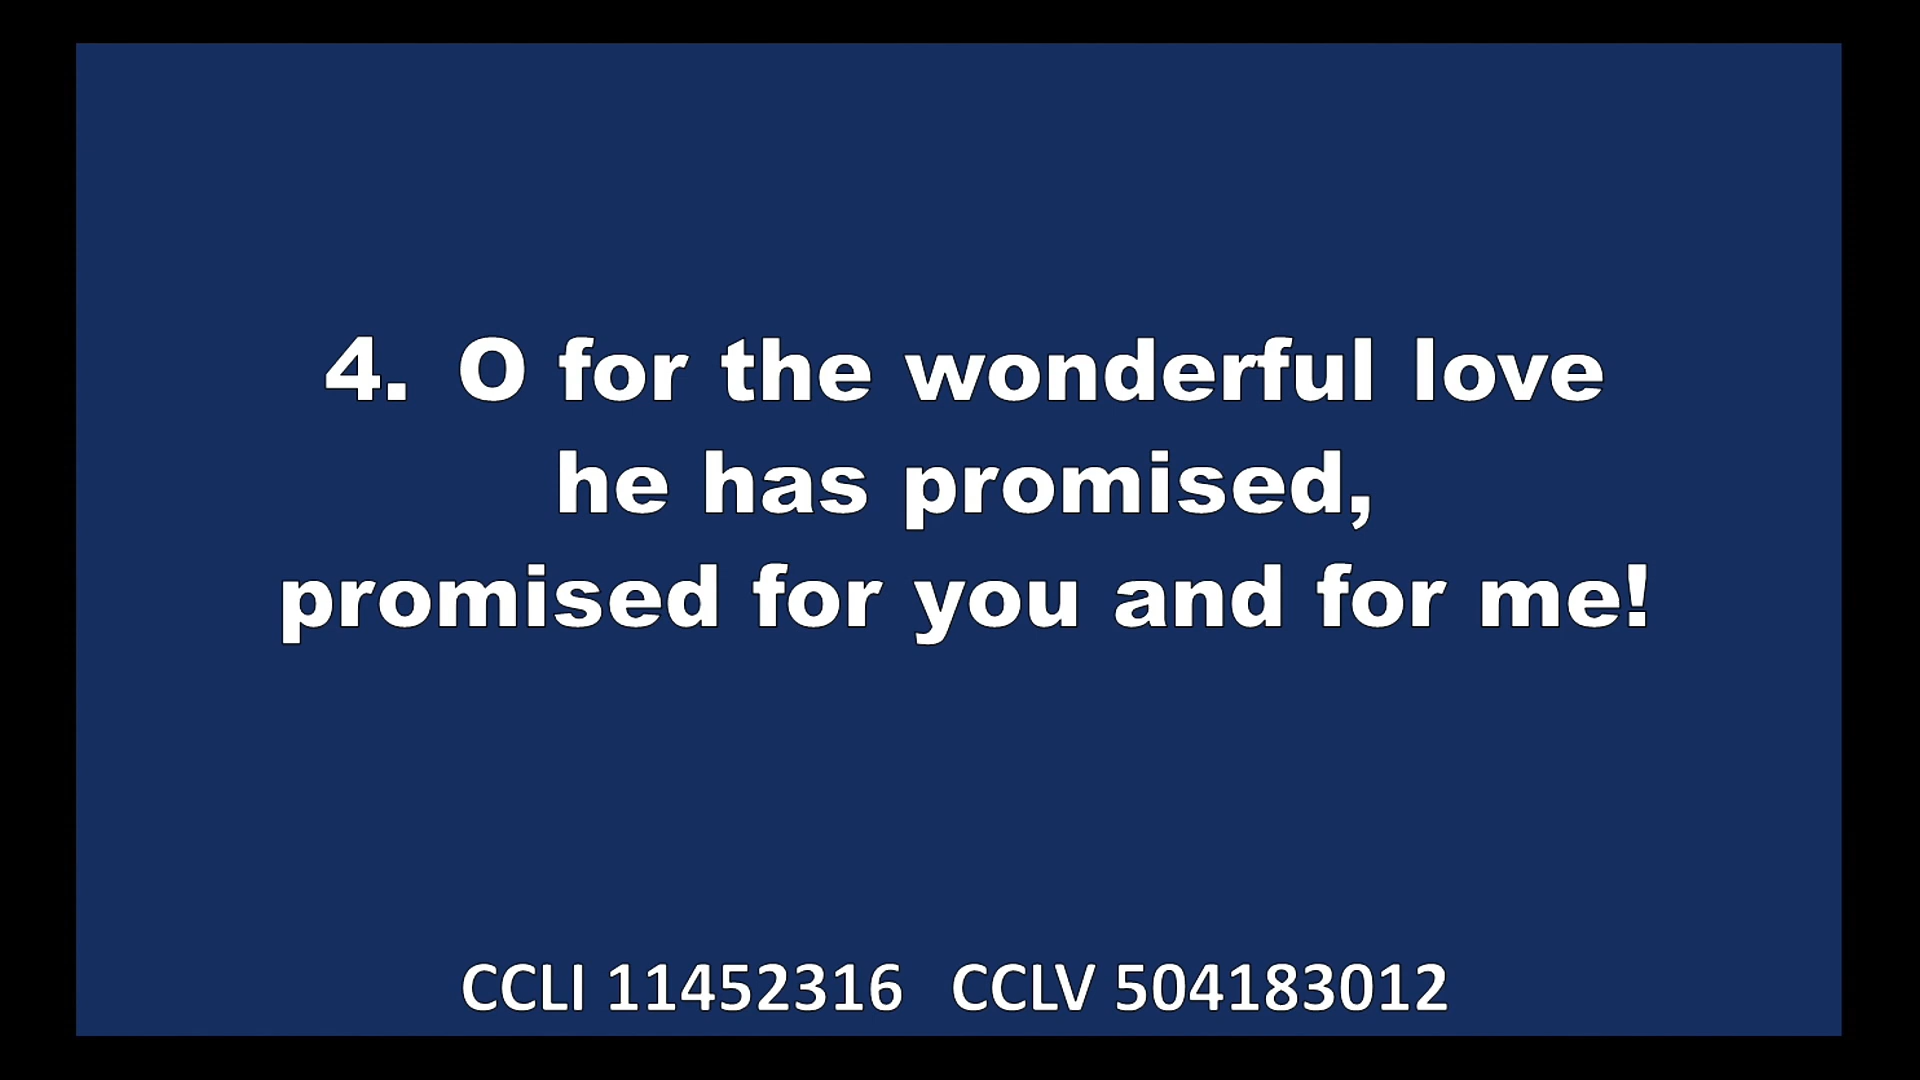 4. O for the wonderful love
he has promised,
promised for you and for me!
CCLI 11452316 CCLV 504183012